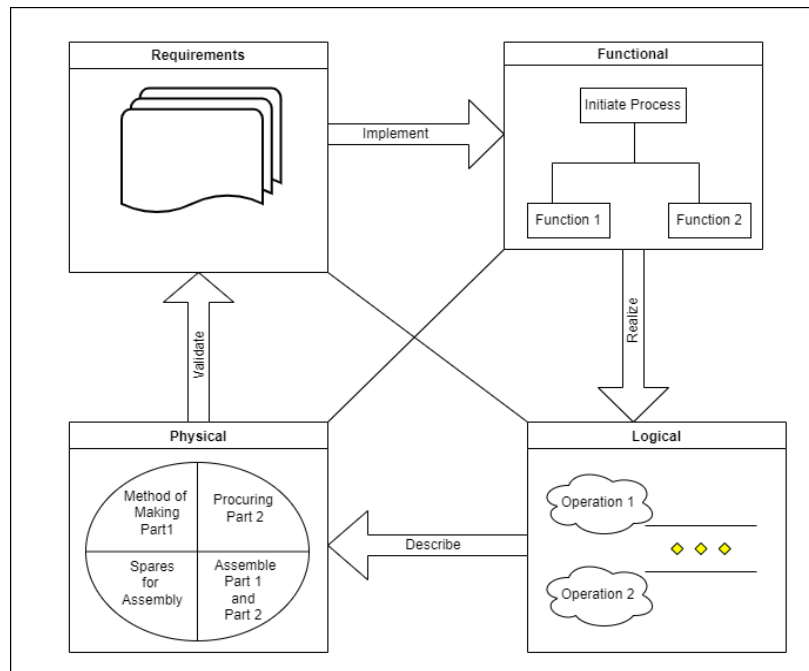 Requirements
Functional
Initiate Process
Implement
Function 1
Function 2
Validate
Realize
Physical
Logical
Method of
Making
Part1
Procuring
Part 2
Operation 1
Describe
Spares
for
Assembly
Assemble
Part 1
and
Part 2
Operation 2